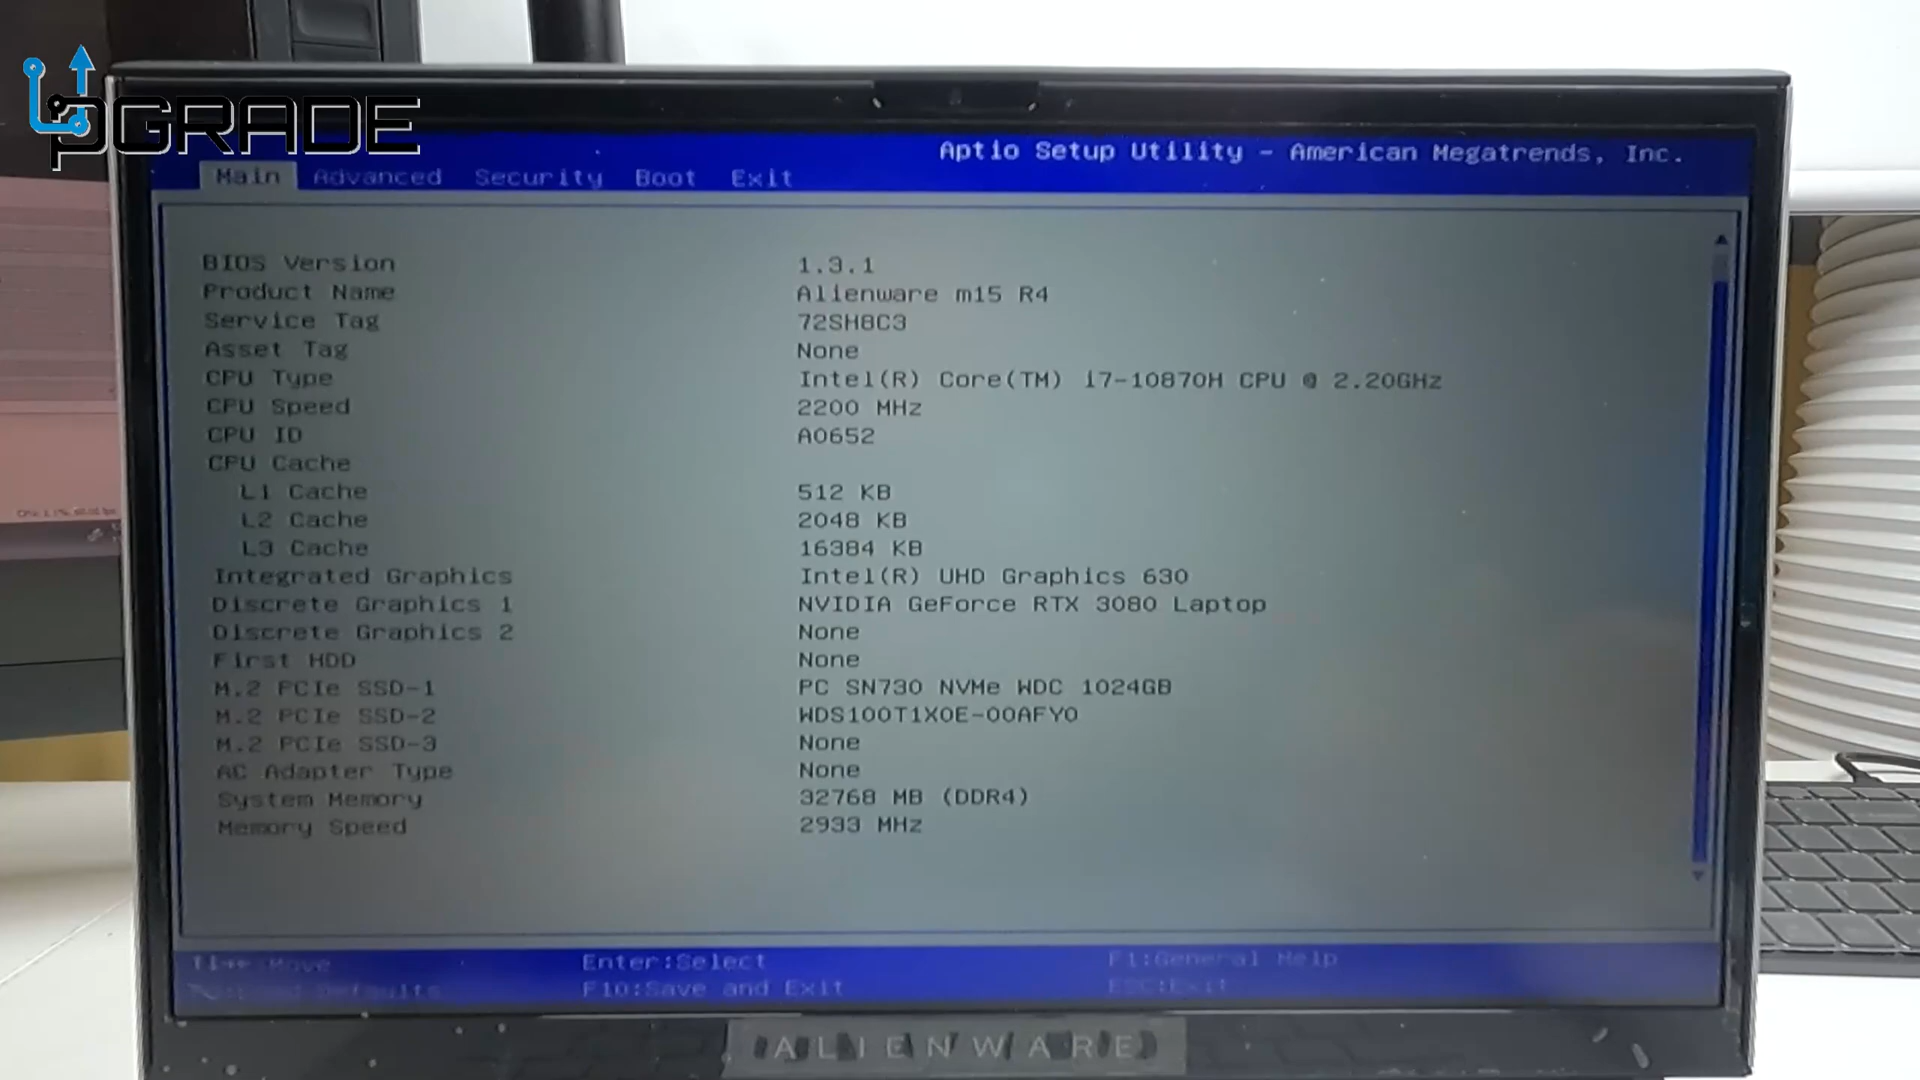 UPGRADE
Aptio Setup Utility - American Megatrends, Inc.
Main Advanced Security Boot Exit
BIOS Version 1.3.1
Product Name Alienware m15 R4
Service Tag 72SH8C3
Asset Tag None
CPU Type Intel(R) Core(TM) i7-10870H CPU @ 2.20GHz
CPU Speed 2200 MHz
CPU ID A0652
CPU Cache
L1 Cache 512 KB
L2 Cache 2048 KB
L3 Cache 16384 KB
Integrated Graphics Intel(R) UHD Graphics 630
Discrete Graphics 1 NVIDIA GeForce RTX 3080 Laptop
Discrete Graphics 2 None
First HDD None
M.2 PCIe SSD-1 PC SN730 NVMe WDC 1024GB
M.2 PCIe SSD-2 WDS100T1X0E-00AFY0
M.2 PCIe SSD-3 None
AC Adapter Type None
System Memory 32768 MB (DDR4)
Memory Speed 2933 MHz
Move Enter:Select F1:General Help
Defaults F10:Save and Exit ESC:Exit
ALIENWARE